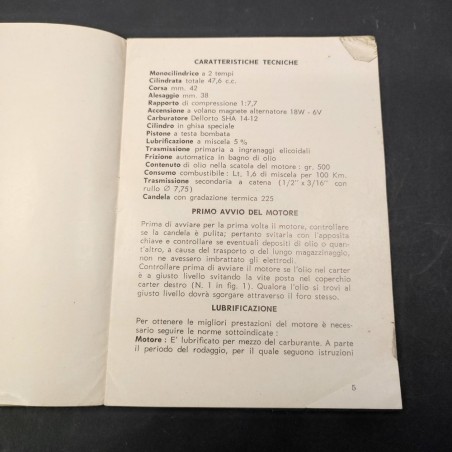 CARATTERISTICHE TECNICHE
Monocilindrico a 2 tempi
Cilindrata totale 47,6 c.c.
Corsa mm. 42
Alesaggio mm. 38
Rapporto di compressione 1:7,7
Accensione a volano magnete alternatore 18W - 6V
Carburatore Dellorto SHA 14-12
Cilindro in ghisa speciale
Pistone a testa bombata
Lubrificazione a miscela 5 %
Trasmissione primaria a ingranaggi elicoidali
Frizione automatica in bagno di olio
Contenuto di olio nella scatola del motore : gr. 500
Consumo combustibile : Lt, 1,6 di miscela per 100 Km.
Trasmissione secondaria a catena (1/2" x 3/16" con
rullo Ø 7,75)
Candela con gradazione termica 225
PRIMO AVVIO DEL MOTORE
Prima di avviare per la prima volta il motore, controllare
se la candela è pulita; pertanto svitarla con l'apposita
chiave e controllare se eventuali depositi di olio o quan-
t'altro, a causa del trasporto o del lungo magazzinaggio,
non ne avessero imbrattato gli elettrodi.
Controllare prima di avviare il motore se l'olio nel carter
è a giusto livello svitando la vite posta nel coperchio
carter destro (N. 1 in fig. 1). Qualora l'olio si trovi al
giusto livello dovrà sgorgare attraverso il foro stesso.
LUBRIFICAZIONE
Per ottenere le migliori prestazioni del motore è neces-
sario seguire le norme sottoindicate :
Motore : E' lubrificato per mezzo del carburante. A parte
il periodo del rodaggio, per il quale seguono istruzioni
5